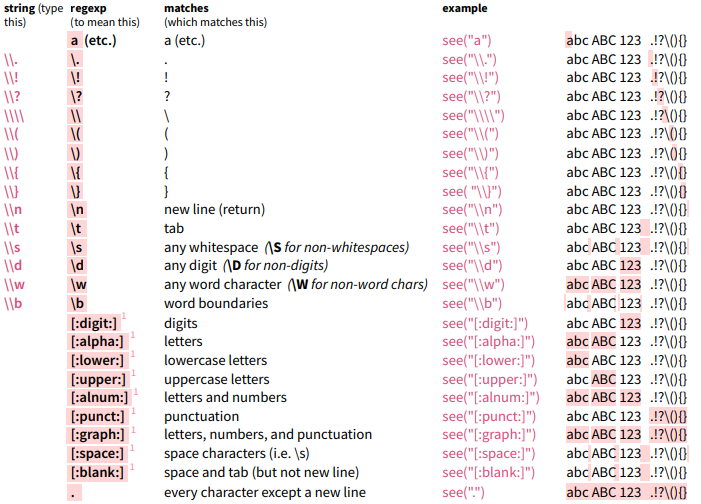 string (type this) regexp (to mean this) matches (which matches this) example
a (etc.) a (etc.) see("a") abc ABC 123 .!?\(){}
\\. \. . see("\\.") abc ABC 123 .!?\(){}
\\! \! ! see("\\!") abc ABC 123 .!?\(){}
\\? \? ? see("\\?") abc ABC 123 .!?\(){}
\\\\ \\ \ see("\\\\") abc ABC 123 .!?\(){}
\\( \( ( see("\\(") abc ABC 123 .!?\(){}
\\) \) ) see("\\)") abc ABC 123 .!?\(){}
\\{ \{ { see("\\{") abc ABC 123 .!?\(){}
\\} \} } see( "\\}") abc ABC 123 .!?\(){}
\\n \n new line (return) see("\\n") abc ABC 123 .!?\(){}
\\t \t tab see("\\t") abc ABC 123 .!?\(){}
\\s \s any whitespace (\S for non-whitespaces) see("\\s") abc ABC 123 .!?\(){}
\\d \d any digit (\D for non-digits) see("\\d") abc ABC 123 .!?\(){}
\\w \w any word character (\W for non-word chars) see("\\w") abc ABC 123 .!?\(){}
\\b \b word boundaries see("\\b") abc ABC 123 .!?\(){}
[:digit:] 1 digits see("[:digit:]") abc ABC 123 .!?\(){}
[:alpha:] 1 letters see("[:alpha:]") abc ABC 123 .!?\(){}
[:lower:] 1 lowercase letters see("[:lower:]") abc ABC 123 .!?\(){}
[:upper:] 1 uppercase letters see("[:upper:]") abc ABC 123 .!?\(){}
[:alnum:] 1 letters and numbers see("[:alnum:]") abc ABC 123 .!?\(){}
[:punct:] 1 punctuation see("[:punct:]") abc ABC 123 .!?\(){}
[:graph:] 1 letters, numbers, and punctuation see("[:graph:]") abc ABC 123 .!?\(){}
[:space:] 1 space characters (i.e. \s) see("[:space:]") abc ABC 123 .!?\(){}
[:blank:] 1 space and tab (but not new line) see("[:blank:]") abc ABC 123 .!?\(){}
. every character except a new line see(".") abc ABC 123 .!?\(){}